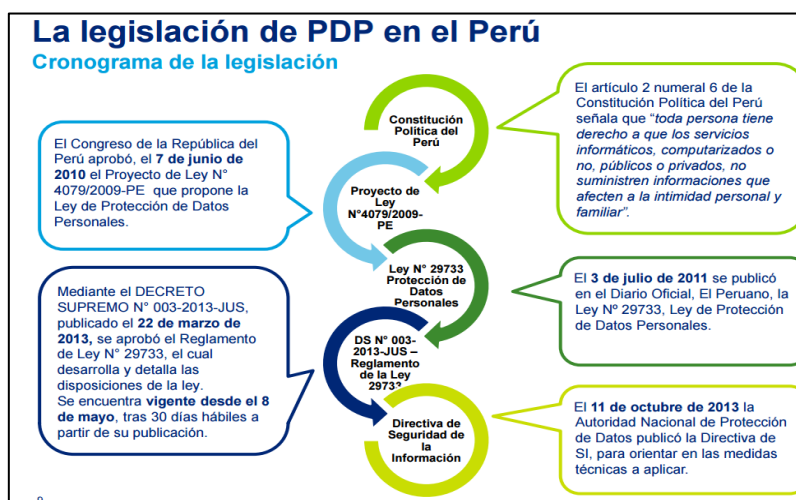 La legislación de PDP en el Perú
Cronograma de la legislación
Constitución
Política del
Perú
El artículo 2 numeral 6 de la
Constitución Política del Perú
señala que “toda persona tiene
derecho a que los servicios
informáticos, computarizados o
no, públicos o privados, no
suministren informaciones que
afecten a la intimidad personal y
familiar”.
El Congreso de la República del
Perú aprobó, el 7 de junio de
2010 el Proyecto de Ley N°
4079/2009-PE que propone la
Ley de Protección de Datos
Personales.
Proyecto de
Ley
N°4079/2009-
PE
Ley N° 29733
Protección de
Datos
Personales
El 3 de julio de 2011 se publicó
en el Diario Oficial, El Peruano, la
Ley Nº 29733, Ley de Protección
de Datos Personales.
Mediante el DECRETO
SUPREMO N° 003-2013-JUS,
publicado el 22 de marzo de
2013, se aprobó el Reglamento
de Ley N° 29733, el cual
desarrolla y detalla las
disposiciones de la ley.
Se encuentra vigente desde el 8
de mayo, tras 30 días hábiles a
partir de su publicación.
DS N° 003-
2013-JUS –
Reglamento
de la Ley
29733
Directiva de
Seguridad de
la
Información
El 11 de octubre de 2013 la
Autoridad Nacional de Protección
de Datos publicó la Directiva de
SI, para orientar en las medidas
técnicas a aplicar.